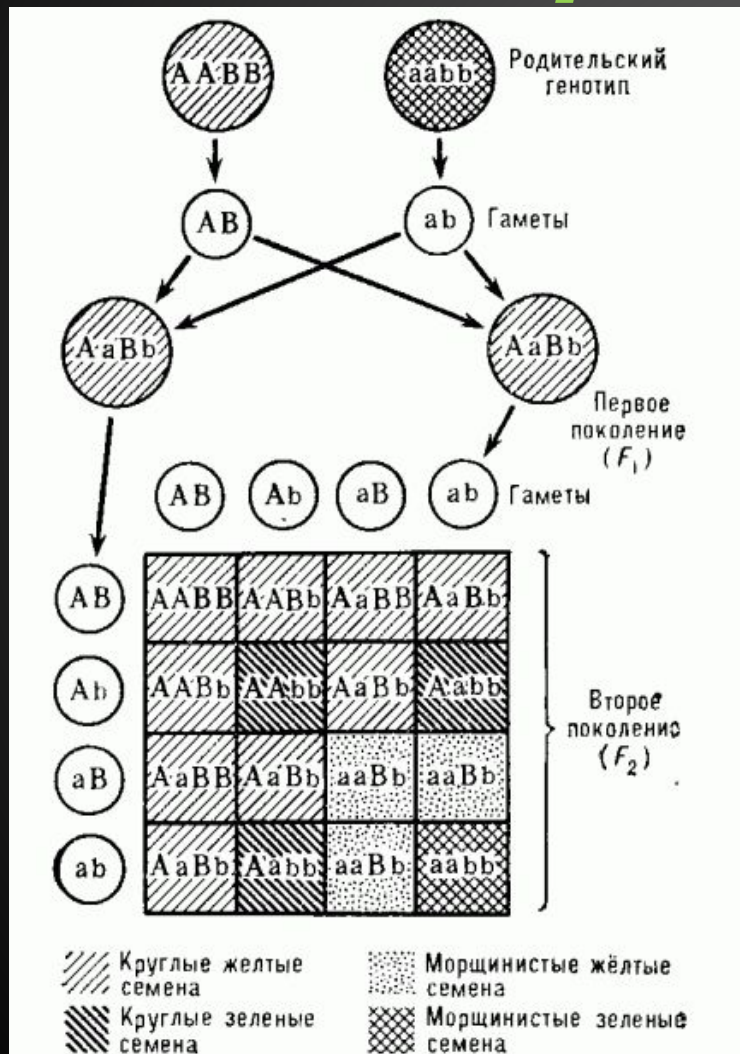 AABB
aabb
Родительский
генотип
AB
ab
Гаметы
AaBb
AaBb
Первое
поколение
(F₁)
AB
Ab
aB
ab
Гаметы
AB
AABB
AABb
AaBB
AaBb
Ab
AABb
AAbb
AaBb
Aabb
aB
AaBB
AaBb
aaBb
aaBb
ab
AaBb
Aabb
aaBb
aabb
Второе
поколение
(F₂)
Круглые желтые
семена
Морщинистые жёлтые
семена
Круглые зеленые
семена
Морщинистые зеленые
семена